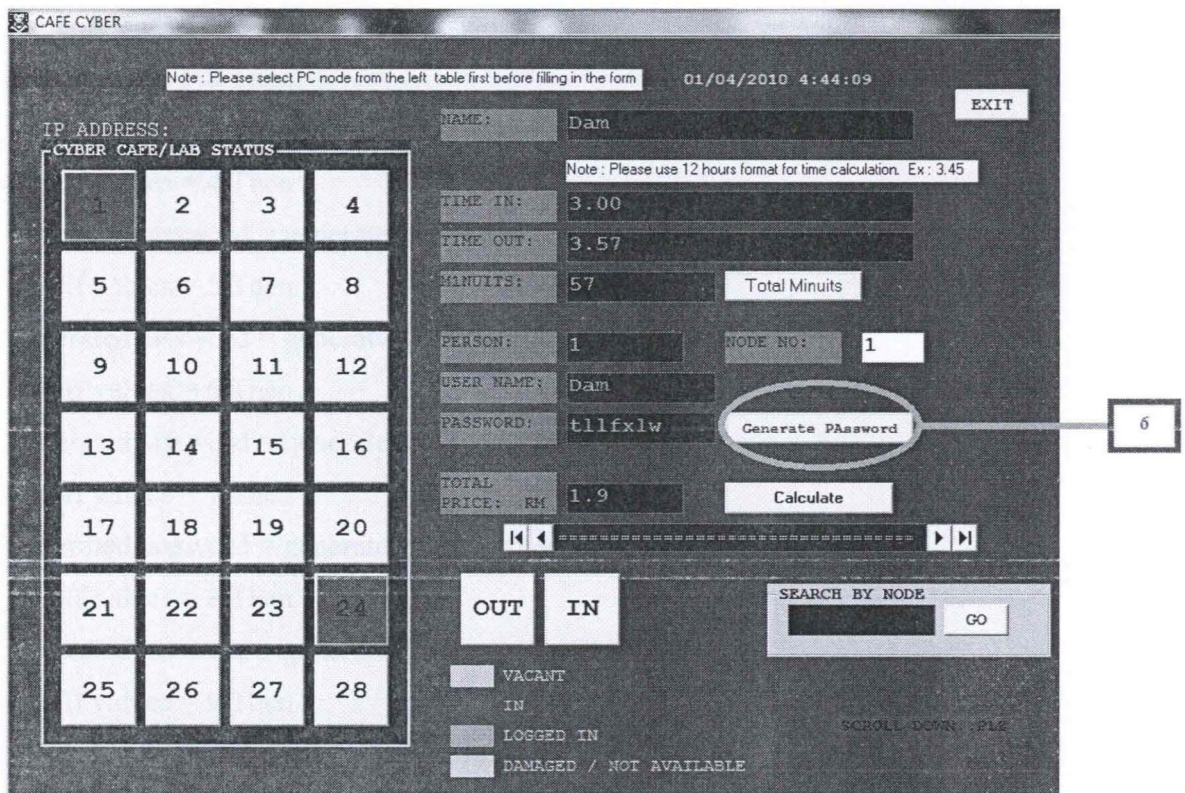 CAFE CYBER
Note : Please select PC node from the left table first before filling in the form
01/04/2010 4:44:09
EXIT
IP ADDRESS:
NAME: Dam
CYBER CAFE/LAB STATUS
Note : Please use 12 hours format for time calculation. Ex : 3.45
1 2 3 4
TIME IN: 3.00
TIME OUT: 3.57
5 6 7 8
M1NUITS: 57 Total Minuits
9 10 11 12
PERSON: 1 NODE NO: 1
USER NAME: Dam
13 14 15 16
PASSWORD: tllfxlw Generate PAssword
6
TOTAL
PRICE: RM 1.9 Calculate
17 18 19 20
21 22 23 24
OUT IN
SEARCH BY NODE
GO
25 26 27 28
VACANT
IN
LOGGED IN
DAMAGED / NOT AVAILABLE
SCROLL DOWN